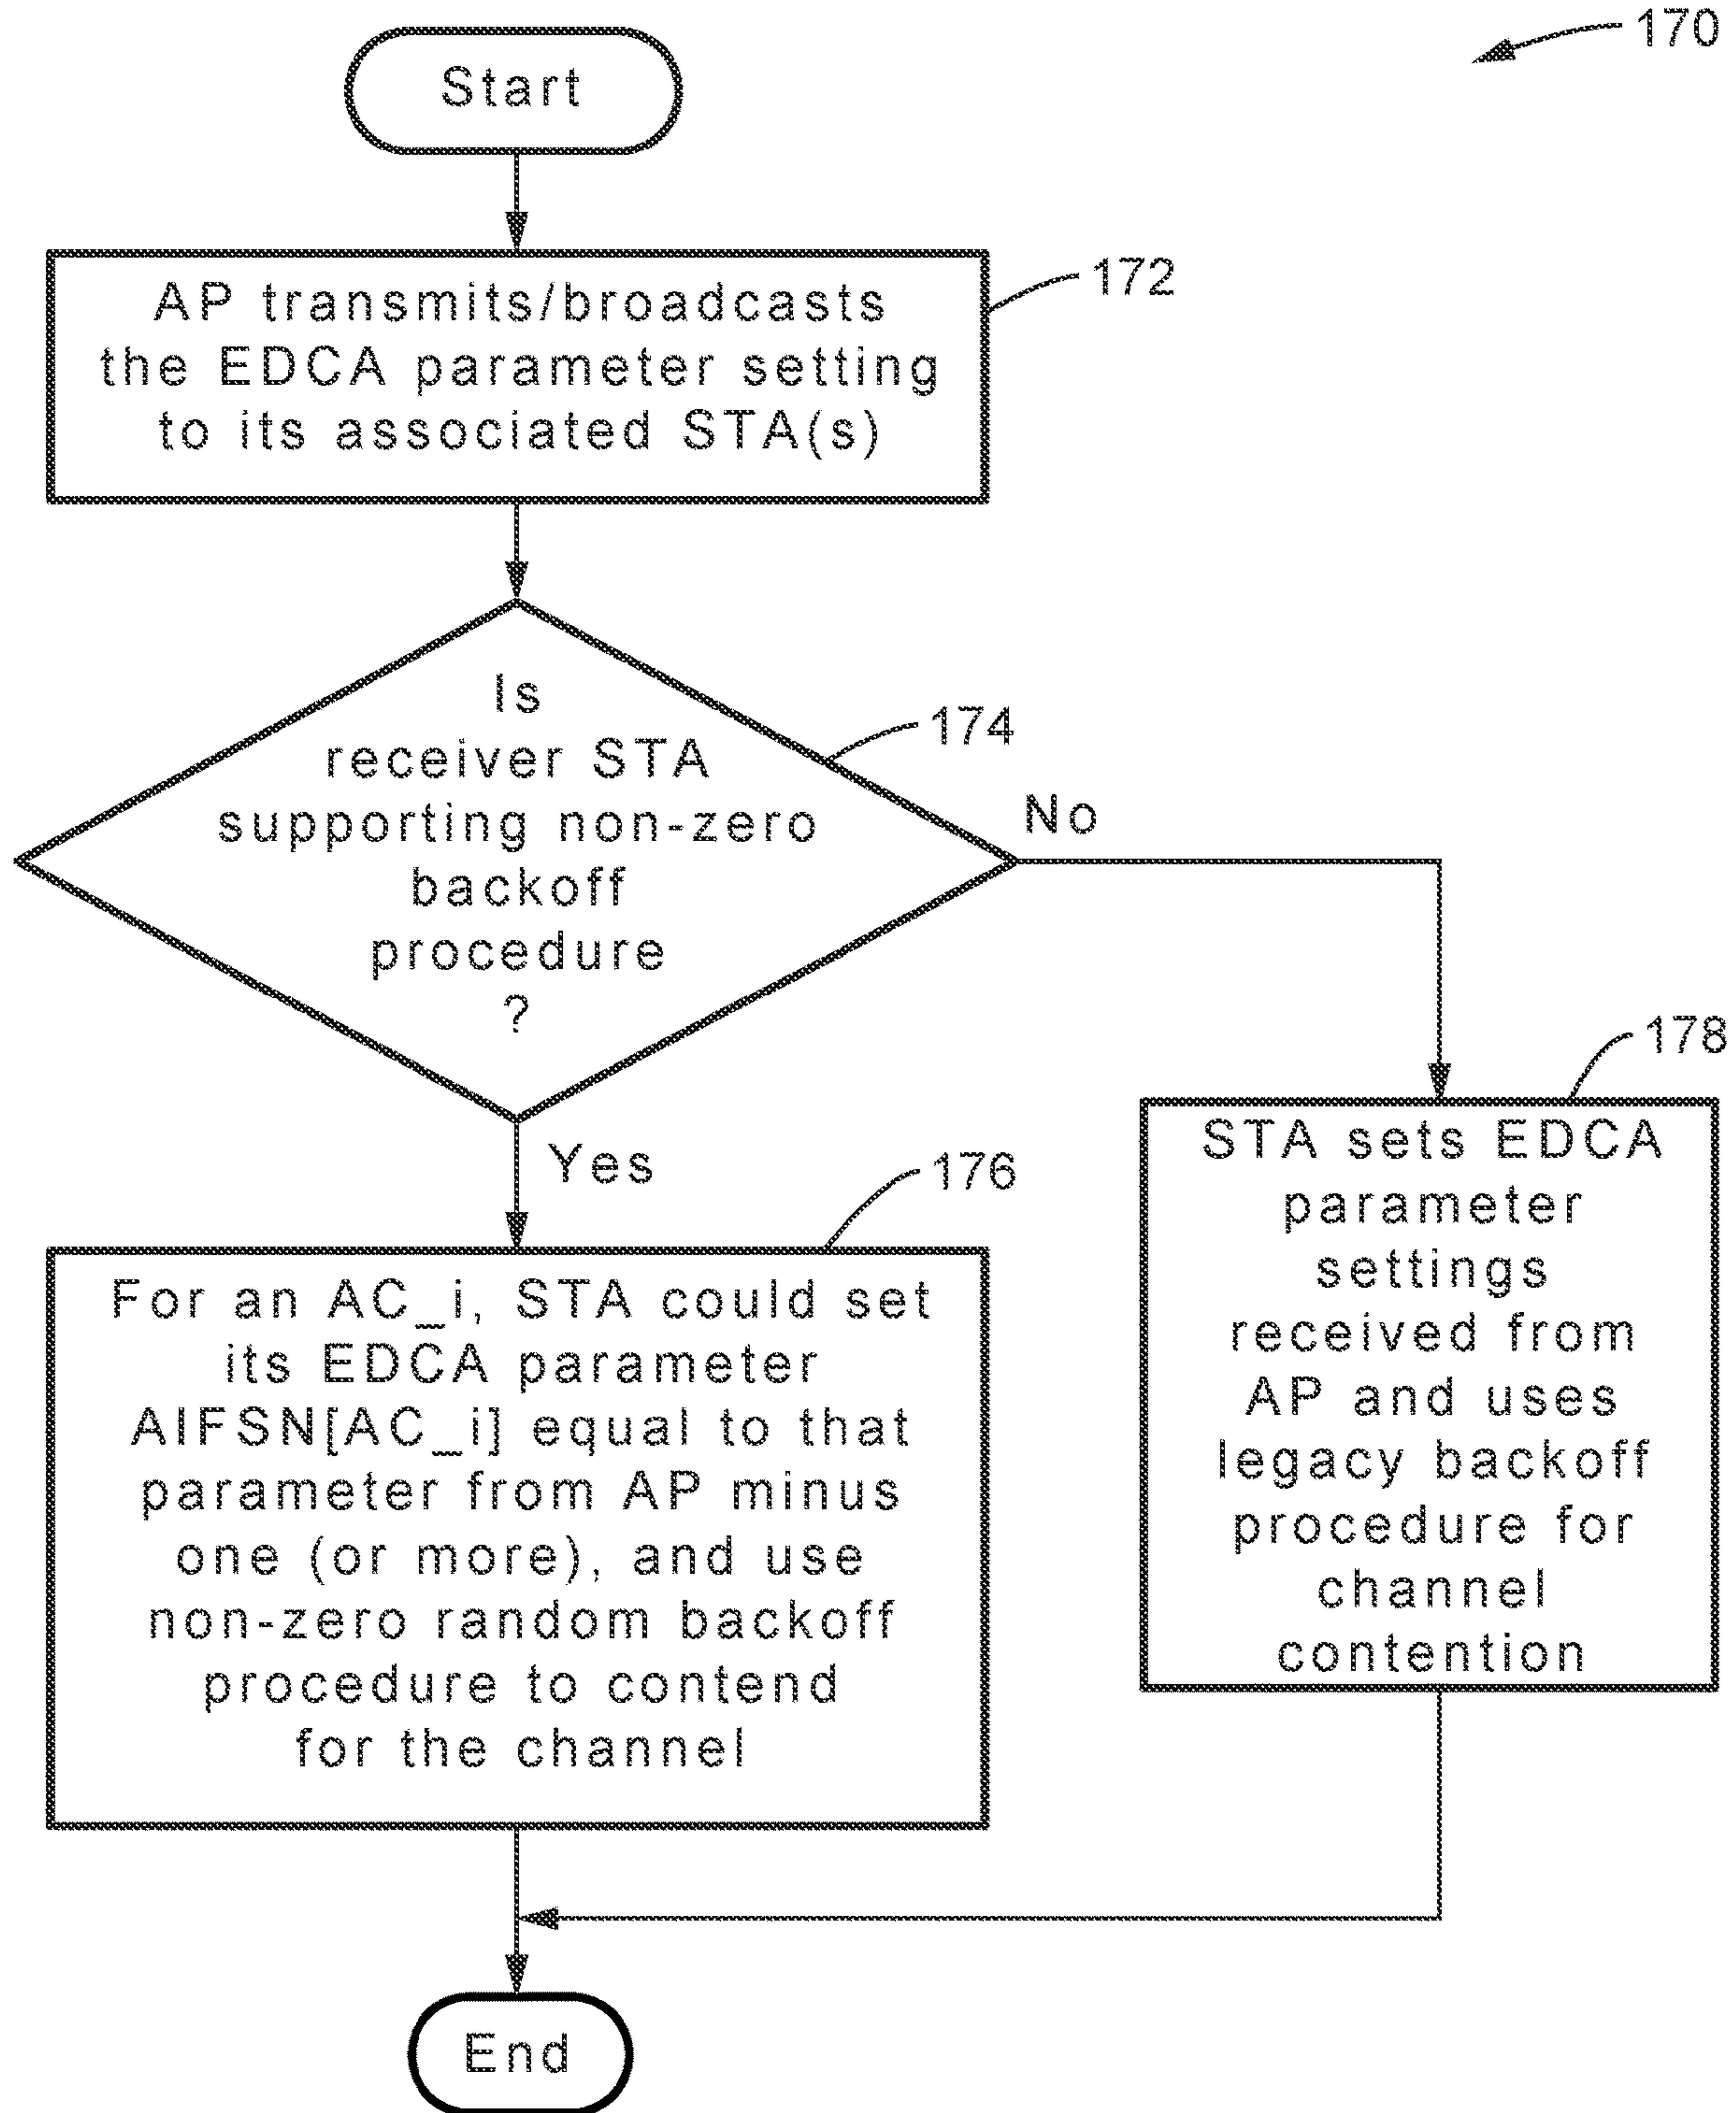 170
Start
AP transmits/broadcasts
the EDCA parameter setting
to its associated STA(s)
172
Is
receiver STA
supporting non-zero
backoff
procedure
?
174
No
Yes
176
For an AC_i, STA could set
its EDCA parameter
AIFSN[AC_i] equal to that
parameter from AP minus
one (or more), and use
non-zero random backoff
procedure to contend
for the channel
178
STA sets EDCA
parameter
settings
received from
AP and uses
legacy backoff
procedure for
channel
contention
End